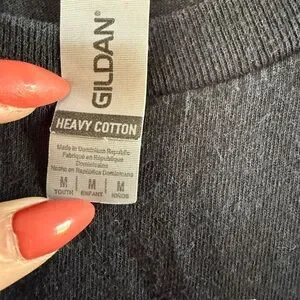 GILDAN®
HEAVY COTTON
Made in Dominican Republic
Fabriqué en République
Dominicaine
Hecho en República Dominicana
M M M
YOUTH ENFANT NIÑOS